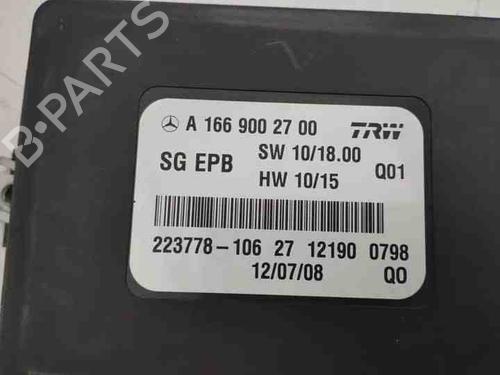 A 166 900 27 00 TRW
SG EPB SW 10/18.00 Q01
HW 10/15
223778-106 27 12190 0798
12/07/08 QO
B-PARTS